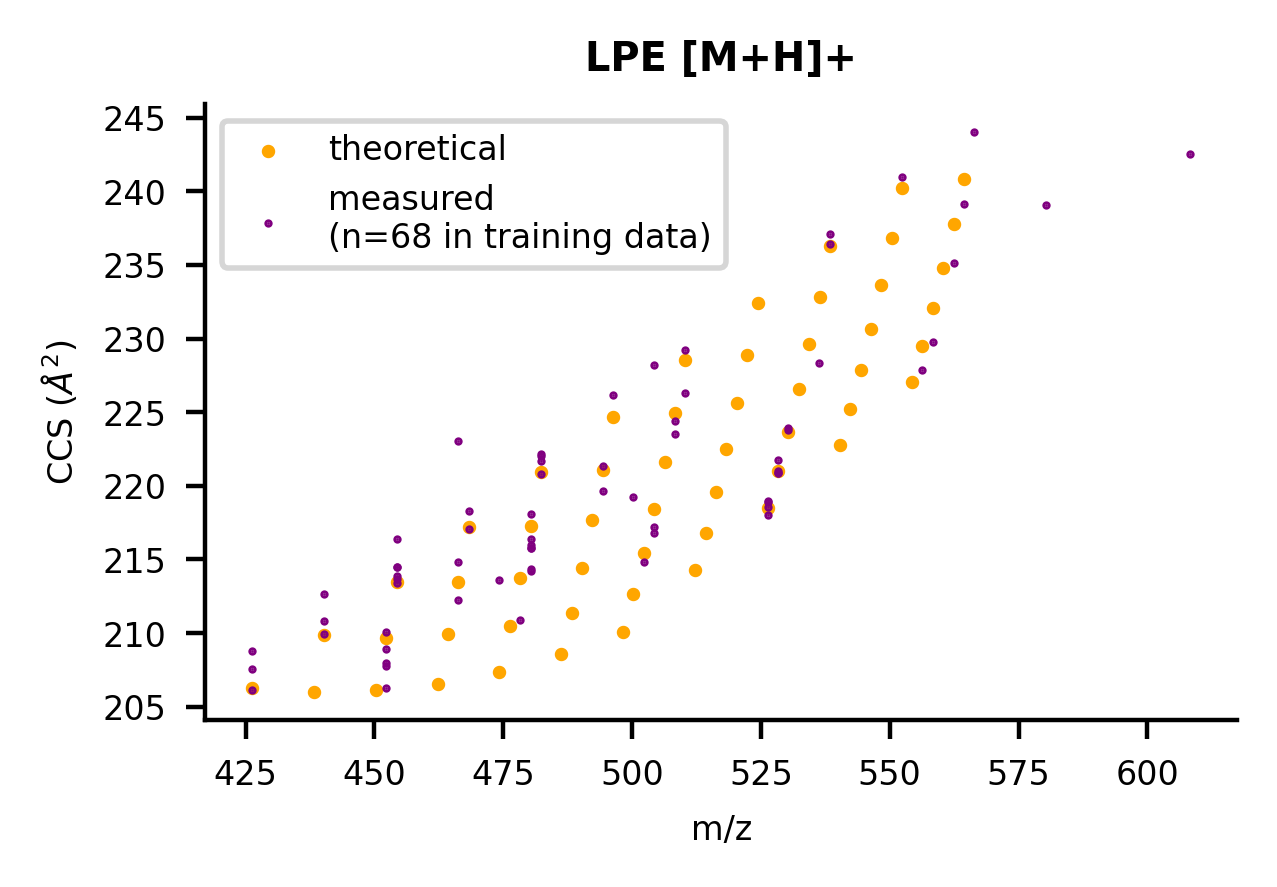 LPE [M+H]+
theoretical
measured
(n=68 in training data)
245
240
235
230
225
220
215
210
205
CCS (Å²)
425 450 475 500 525 550 575 600
m/z